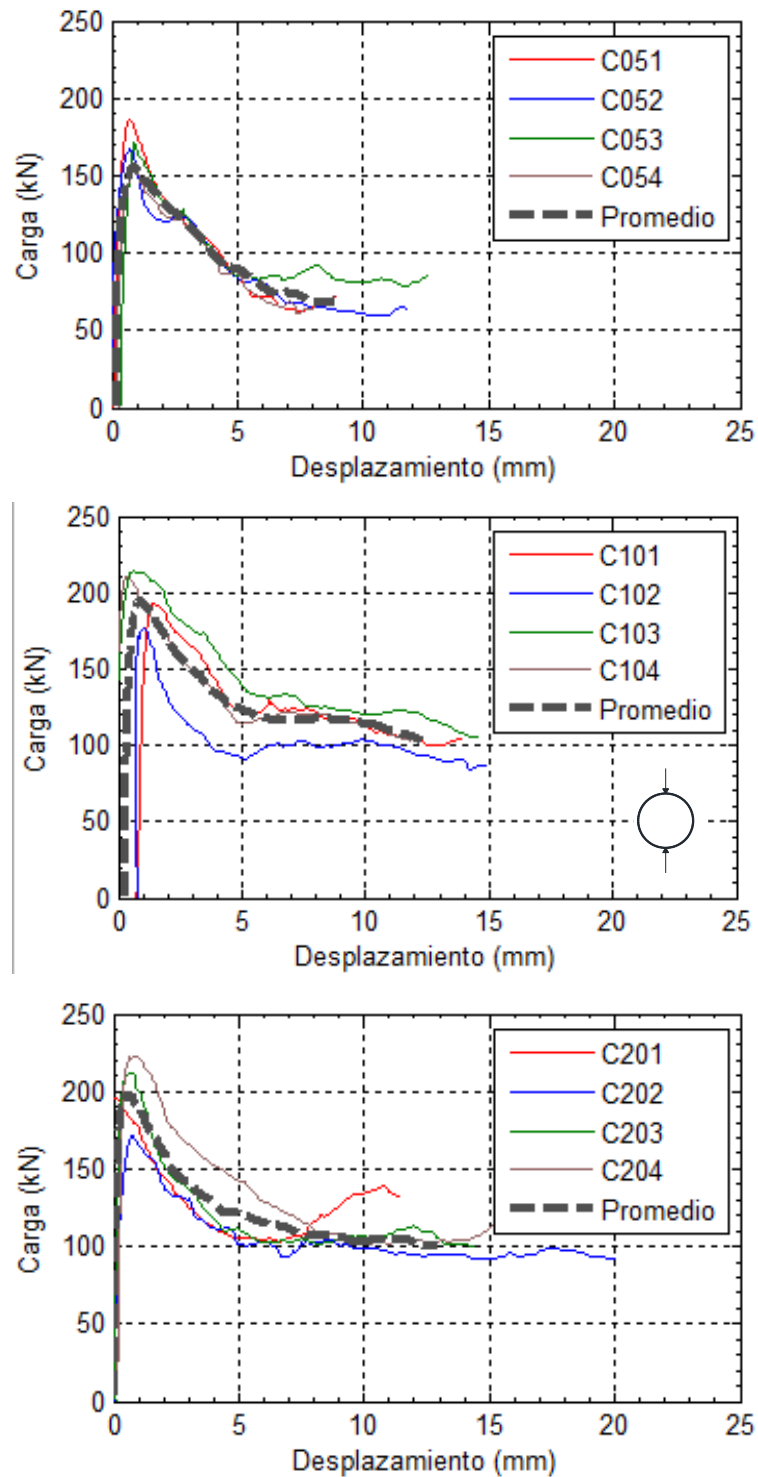 250
200
150
100
50
0
Carga (kN)
C051
C052
C053
C054
Promedio
0 5 10 15 20 25
Desplazamiento (mm)
250
200
150
100
50
0
Carga (kN)
C101
C102
C103
C104
Promedio
0 5 10 15 20 25
Desplazamiento (mm)
250
200
150
100
50
0
Carga (kN)
C201
C202
C203
C204
Promedio
0 5 10 15 20 25
Desplazamiento (mm)